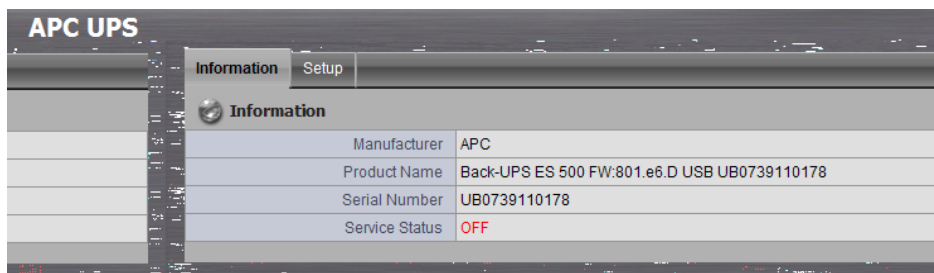 APC UPS
Information Setup
Information
Manufacturer APC
Product Name Back-UPS ES 500 FW:801.e6.D USB UB0739110178
Serial Number UB0739110178
Service Status OFF